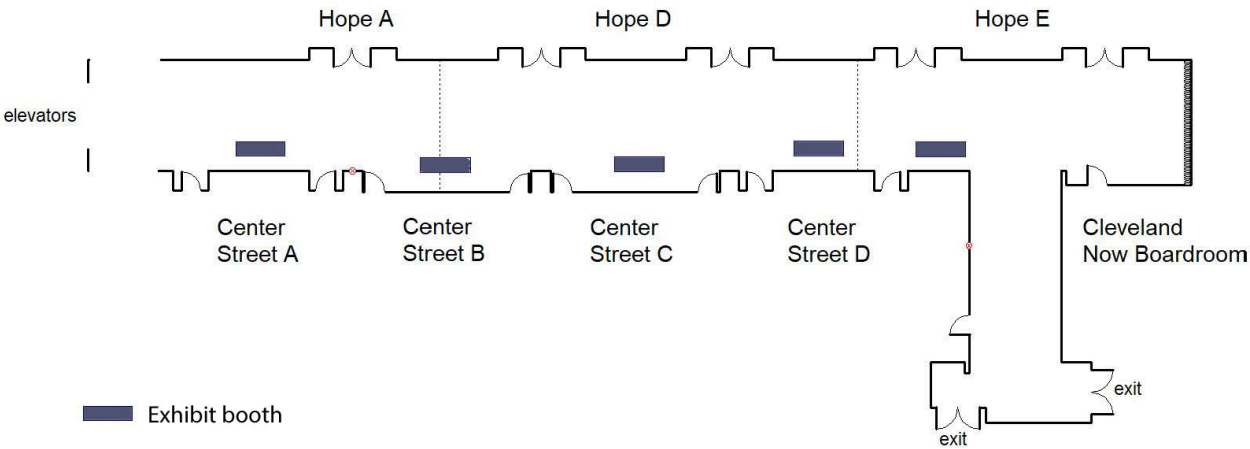 Hope A
Hope D
Hope E
elevators
Center
Street A
Center
Street B
Center
Street C
Center
Street D
Cleveland
Now Boardroom
exit
Exhibit booth
exit